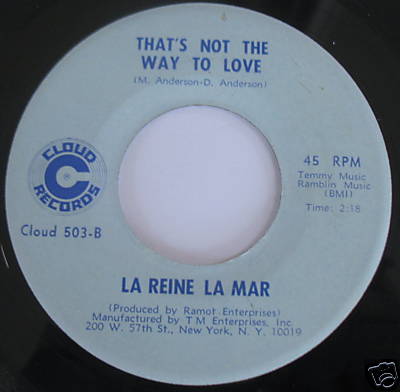 THAT'S NOT THE
WAY TO LOVE
(M. Anderson-D. Anderson)
CLOUD
C
RECORDS
Cloud 503-B
45 RPM
Temmy Music
Ramblin Music
(BMI)
Time: 2:18
LA REINE LA MAR
(Produced by Ramot Enterprises)
Manufactured by T M Enterprises, Inc
200 W. 57th St., New York, N. Y. 10019